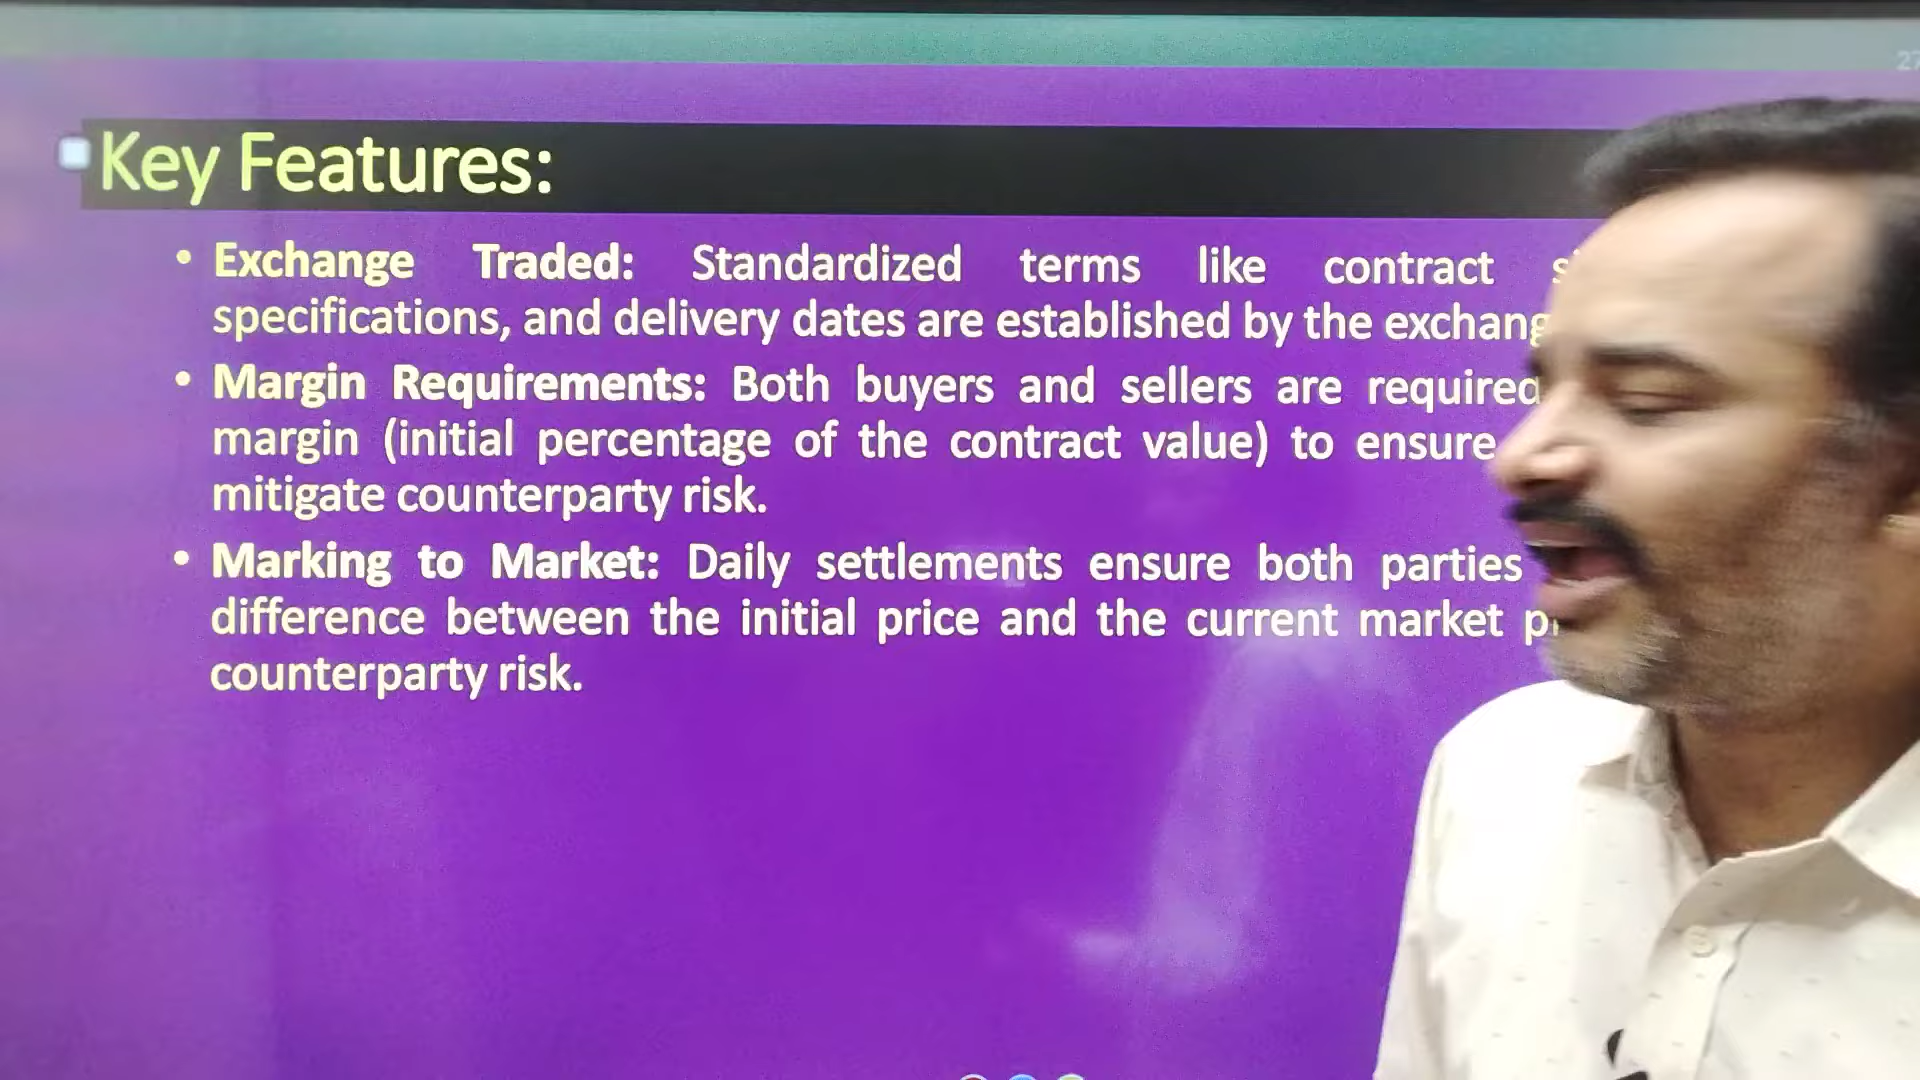 27
Key Features:
• Exchange Traded: Standardized terms like contract
specifications, and delivery dates are established by the
• Margin Requirements: Both buyers and sellers are required
margin (initial percentage of the contract value) to ensure
mitigate counterparty risk.
• Marking to Market: Daily settlements ensure both parties
difference between the initial price and the current market
counterparty risk.